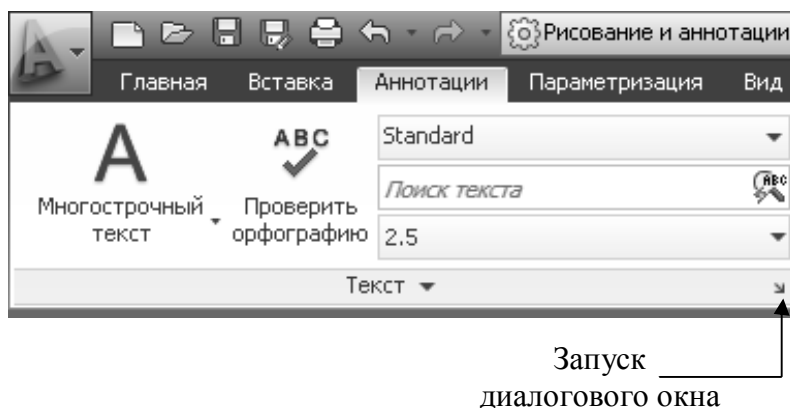 Рисование и аннотации
Главная Вставка Аннотации Параметризация Вид
A
Многострочный
текст
ABC
Проверить
орфографию
Standard
Поиск текста
ABC
2.5
Текст
Запуск
диалогового окна